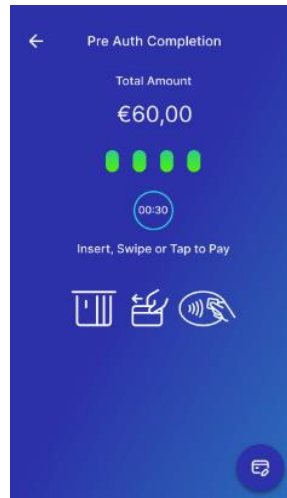 Pre Auth Completion
Total Amount
€60,00
00:30
Insert, Swipe or Tap to Pay